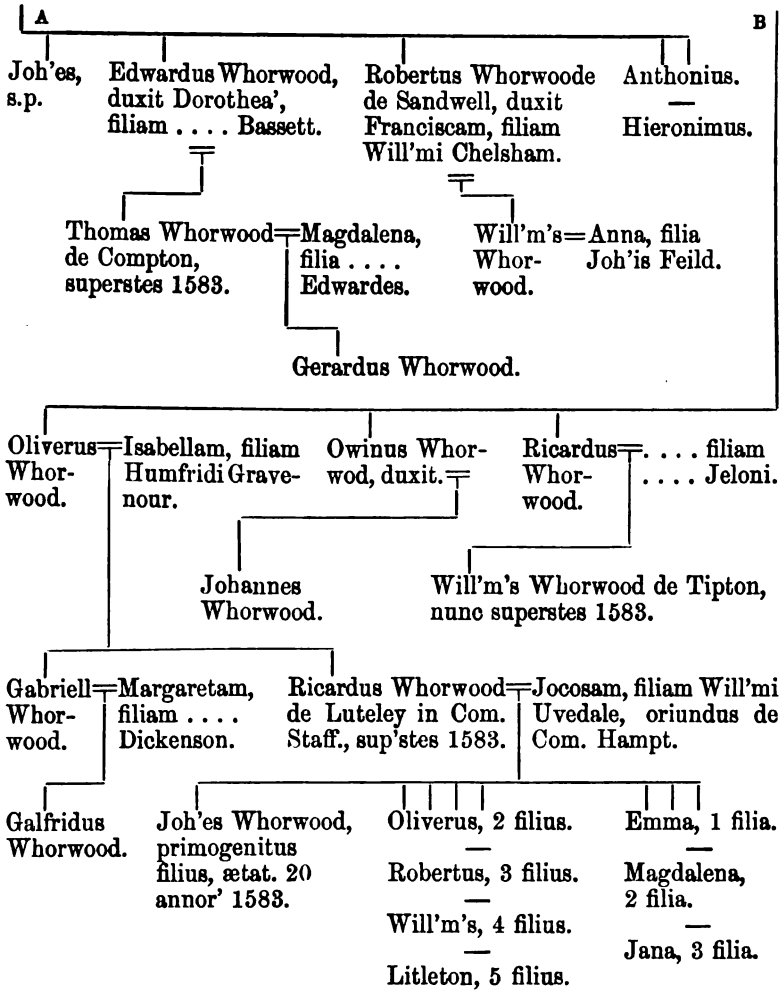 A
B
Joh'es,
s.p.
Edwardus Whorwood,
duxit Dorothea',
filiam .... Bassett.
Robertus Whorwoode
de Sandwell, duxit
Franciscam, filiam
Will'mi Chelsham.
Anthonius.
—
Hieronimus.
Thomas Whorwood
de Compton,
superstes 1583.
Magdalena,
filia ....
Edwardes.
Will'm's
Whor-
wood.
Anna, filia
Joh'is Feild.
Gerardus Whorwood.
Oliverus
Whor-
wood.
Isabellam, filiam
Humfridi Grave-
nour.
Owinus Whor-
wod, duxit.
Ricardus
Whor-
wood.
.... filiam
.... Jeloni.
Johannes
Whorwood.
Will'm's Whorwood de Tipton,
nunc superstes 1583.
Gabriell
Whor-
wood.
Margaretam,
filiam ....
Dickenson.
Ricardus Whorwood
de Luteley in Com.
Staff., sup'stes 1583.
Jocosam, filiam Will'mi
Uvedale, oriundus de
Com. Hampt.
Galfridus
Whorwood.
Joh'es Whorwood,
primogenitus
filius, ætat. 20
annor' 1583.
Oliverus, 2 filius.
—
Robertus, 3 filius.
—
Will'm's, 4 filius.
—
Litleton, 5 filius.
Emma, 1 filia.
—
Magdalena,
2 filia.
—
Jana, 3 filia.